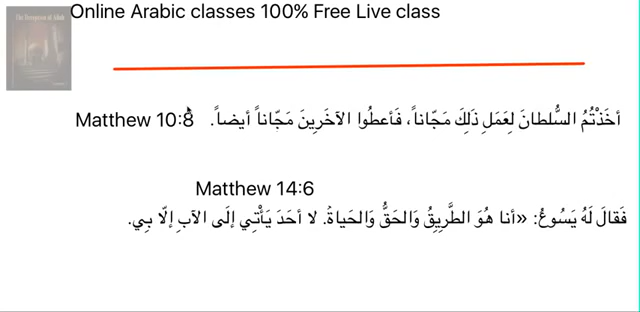 Online Arabic classes 100% Free Live class
Matthew 10:8 أخَذْتُمُ السُّلطانَ لِعَمَلِ ذَلِكَ مَجّاناً، فَأعطُوا الآخَرِينَ مَجّاناً أيضاً.
Matthew 14:6
فَقالَ لَهُ يَسُوعُ: «أنا هُوَ الطَّرِيقُ وَالحَقُّ وَالحَياةُ. لا أحَدَ يَأْتِي إلَى الآبِ إلّا بِي.